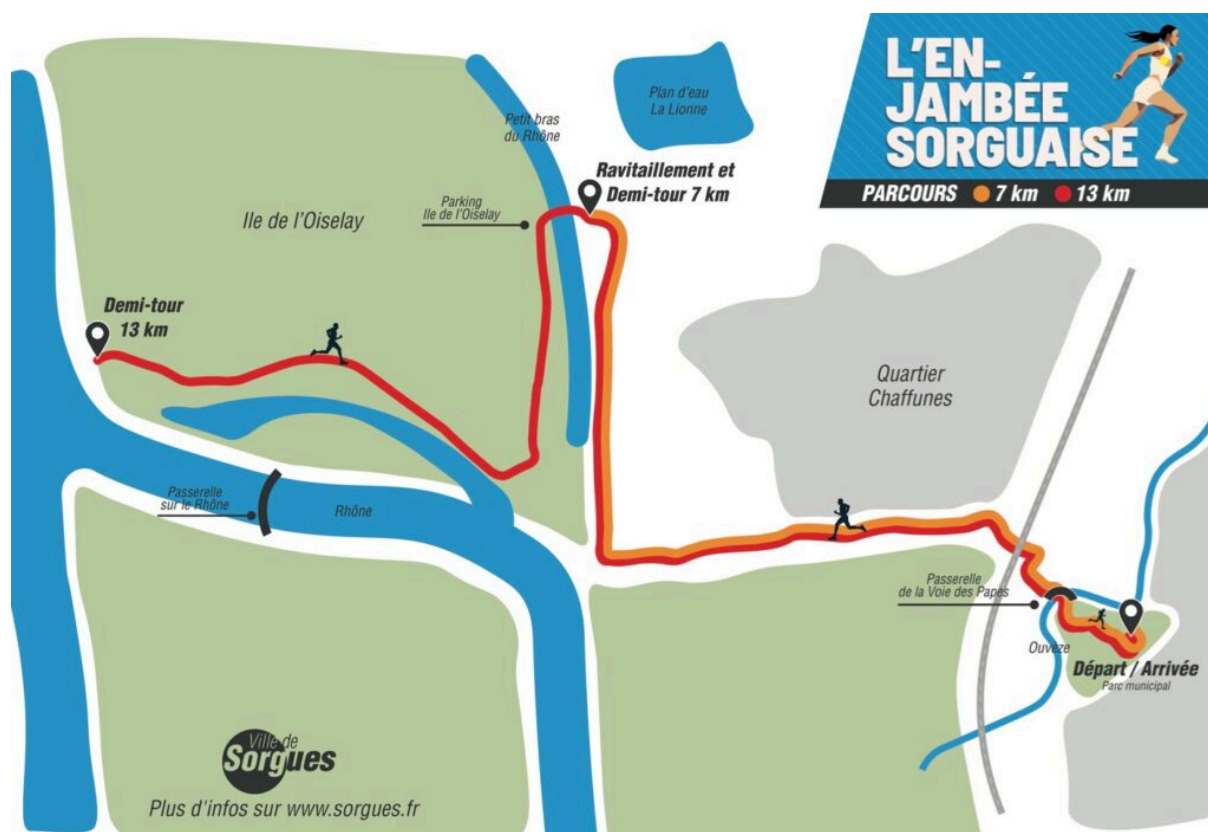 L'EN-
JAMBÉE
SORGUAISE
PARCOURS 7 km 13 km
Plan d'eau
La Lionne
Petit bras
du Rhône
Ravitaillement et
Demi-tour 7 km
Parking
Ile de l'Oiselay
Ile de l'Oiselay
Demi-tour
13 km
Quartier
Chaffunes
Passerelle
sur le Rhône
Rhône
Passerelle
de la Voie des Papes
Ouvèze
Départ / Arrivée
Parc municipal
Ville de
Sorgues
Plus d'infos sur www.sorgues.fr